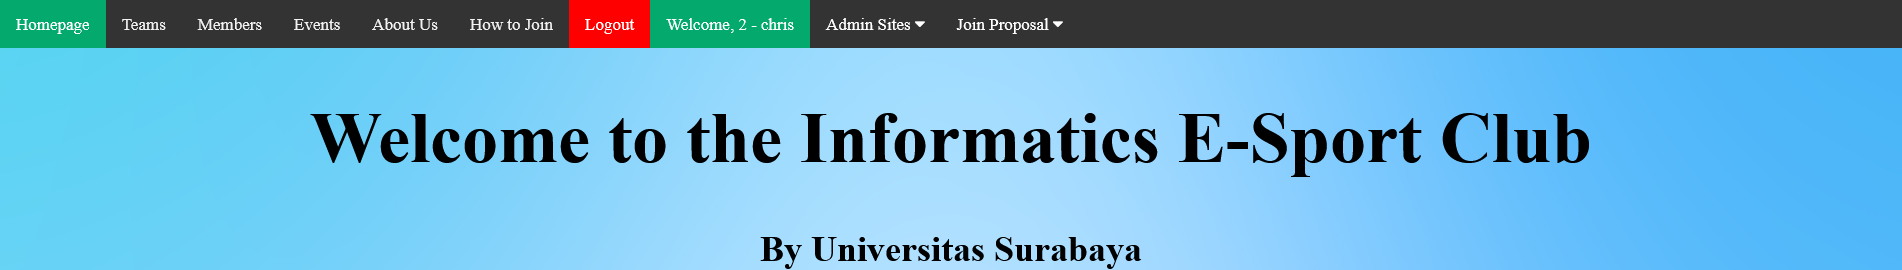 Homepage Teams Members Events About Us How to Join Logout Welcome, 2 - chris Admin Sites Join Proposal
Welcome to the Informatics E-Sport Club
By Universitas Surabaya